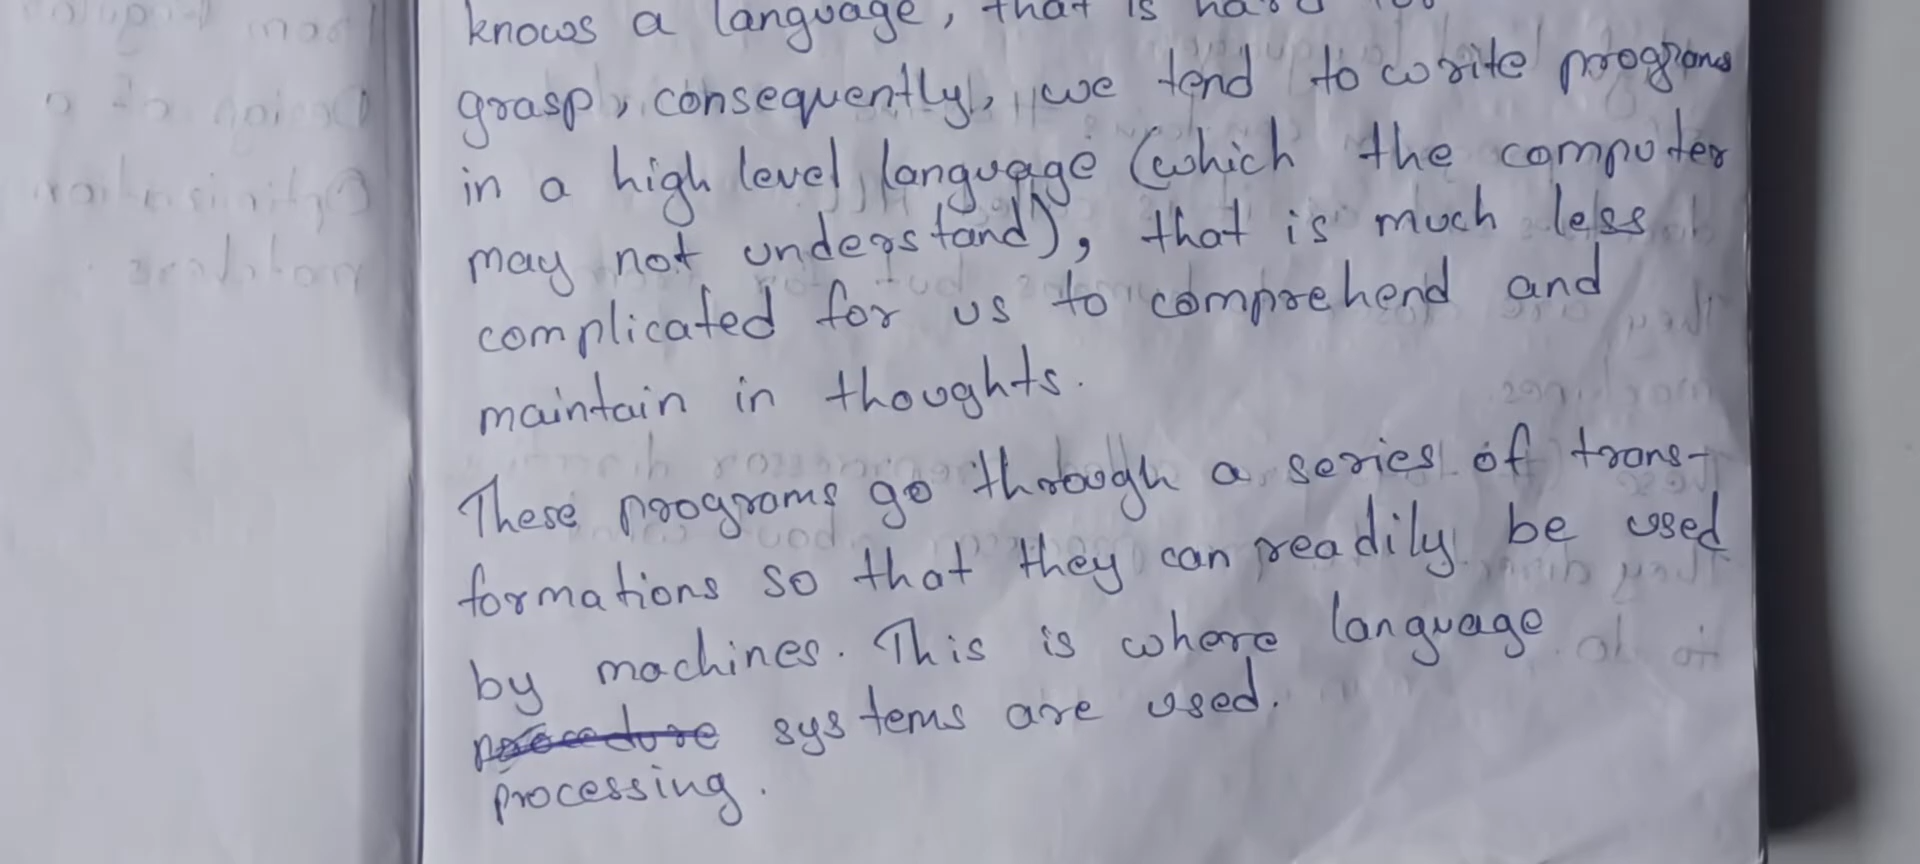 knows a language, that is hard
grasp, consequently, we tend to write programs
in a high level language (which the computer
may not understand), that is much less
complicated for us to comprehend and
maintain in thoughts.
These programs go through a series of trans-
formations so that they can readily be used
by machines. This is where language
procedure systems are used.
processing.